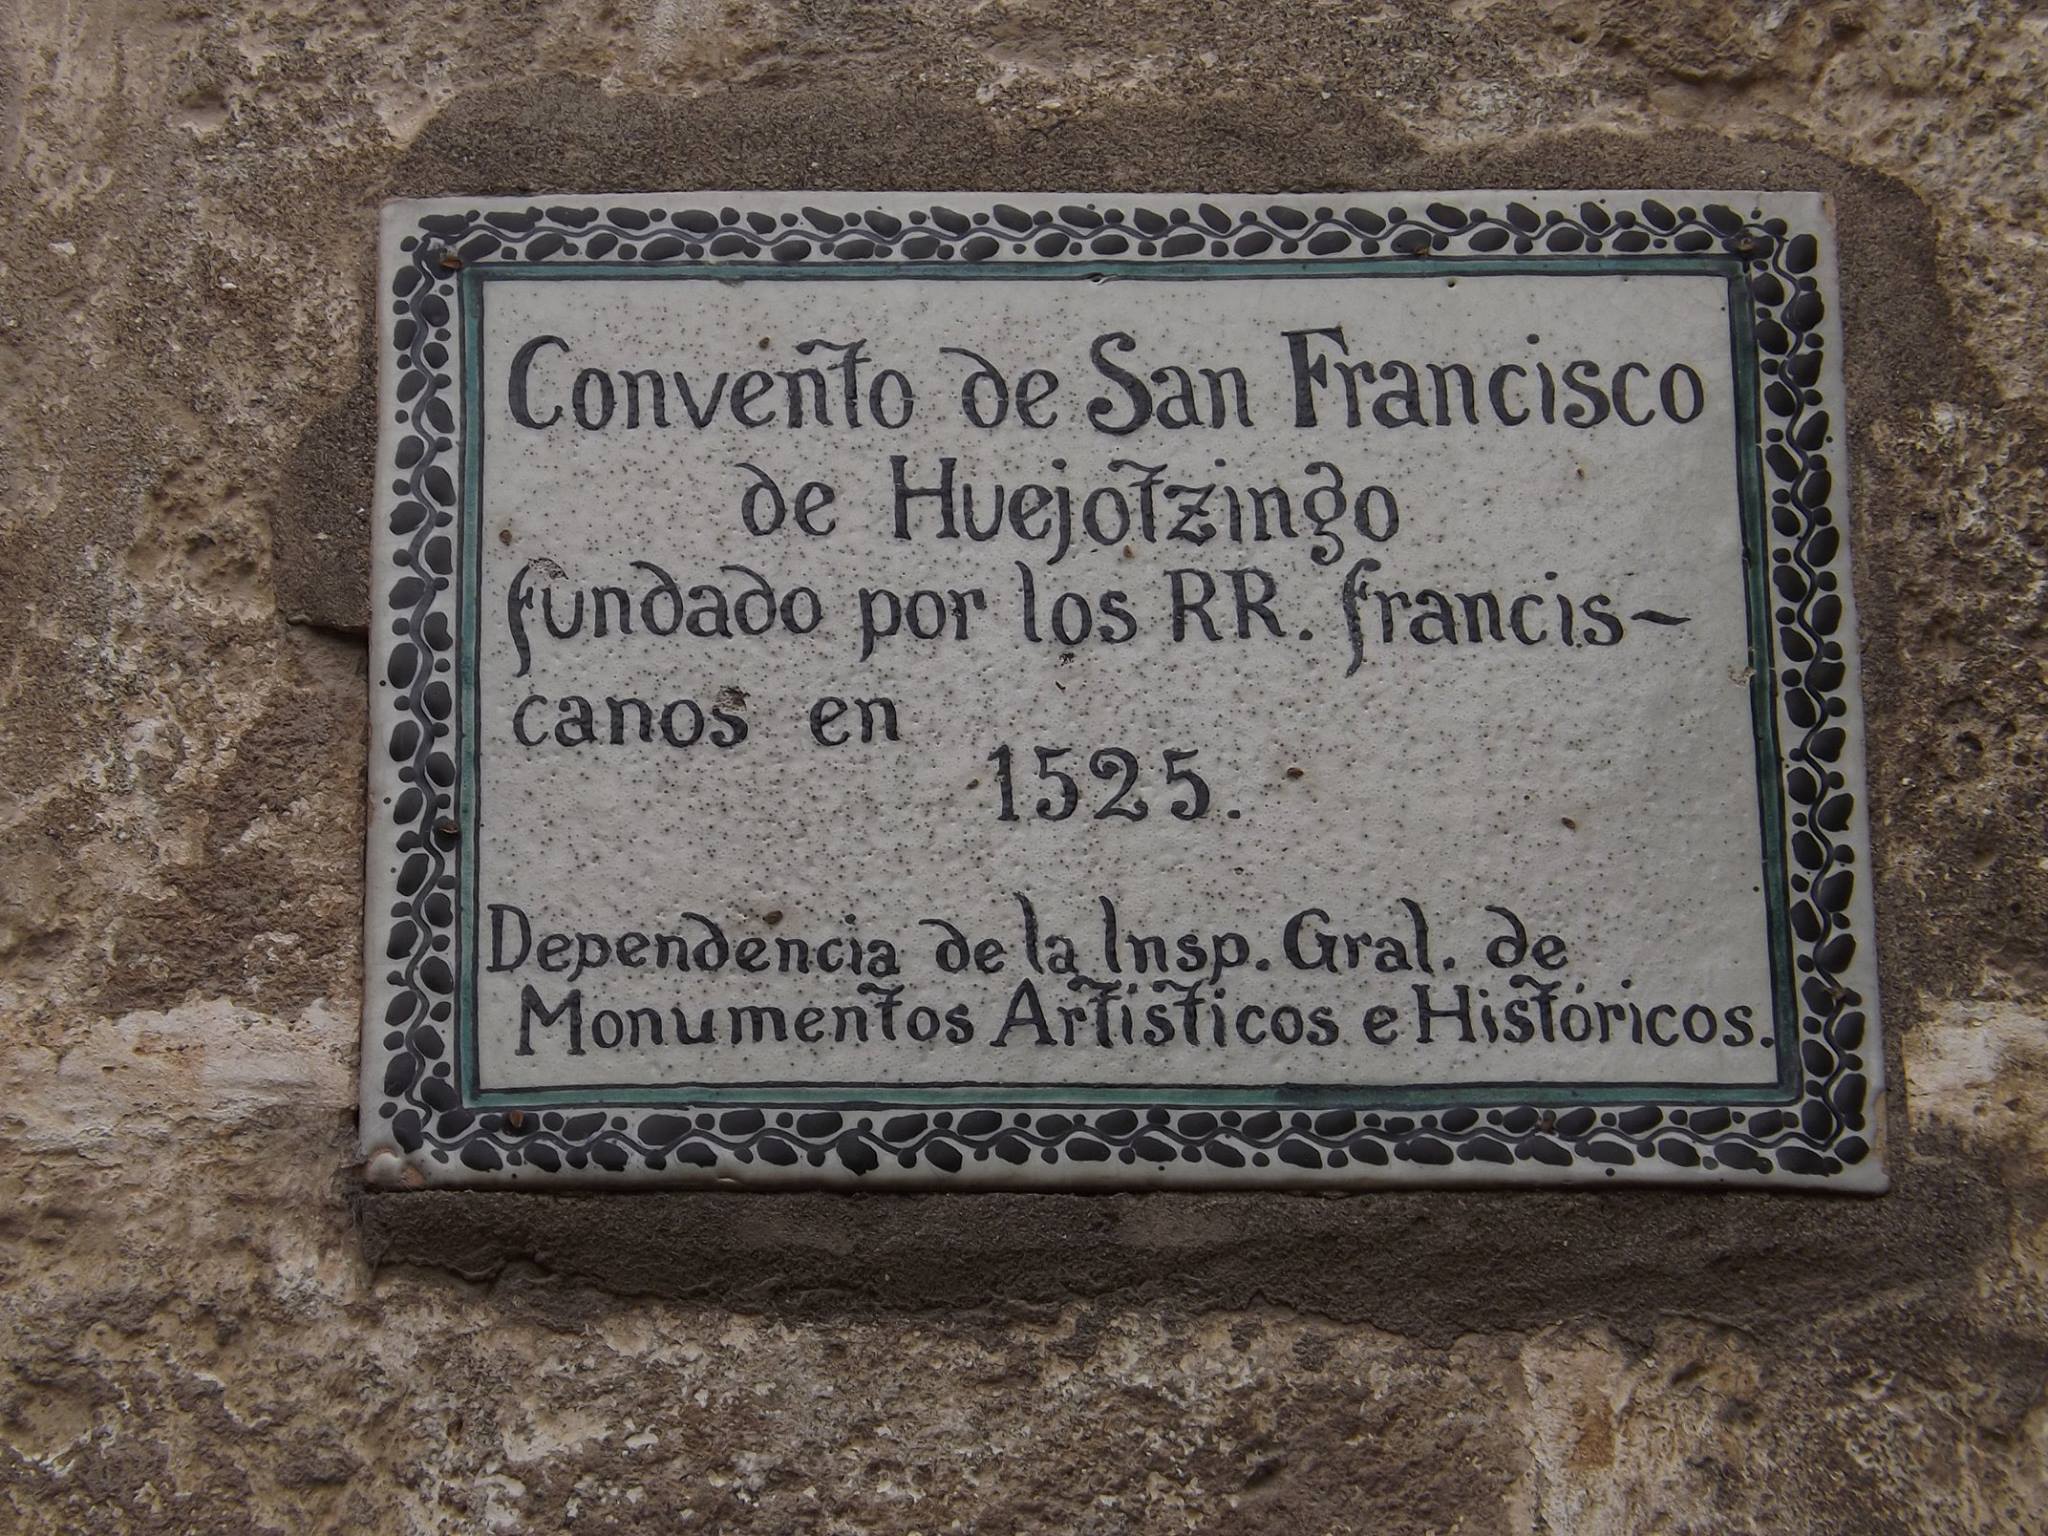 Convento de San Francisco
de Huejotzingo
fundado por los RR. francis-
canos en
1525.
Dependencia de la Insp. Gral. de
Monumentos Artisticos e Históricos.